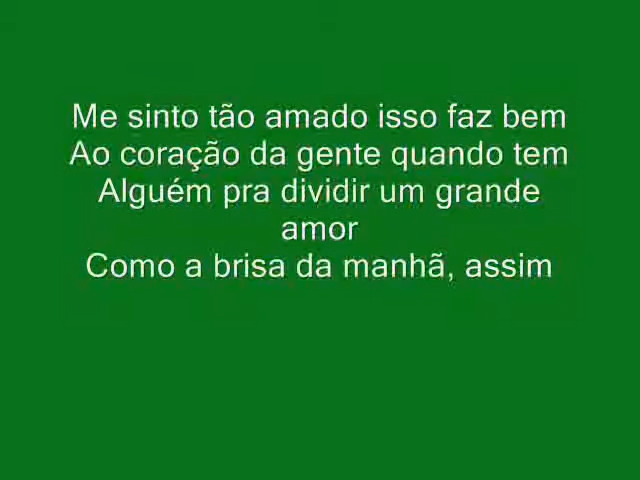 Me sinto tão amado isso faz bem
Ao coração da gente quando tem
Alguém pra dividir um grande
amor
Como a brisa da manhã, assim